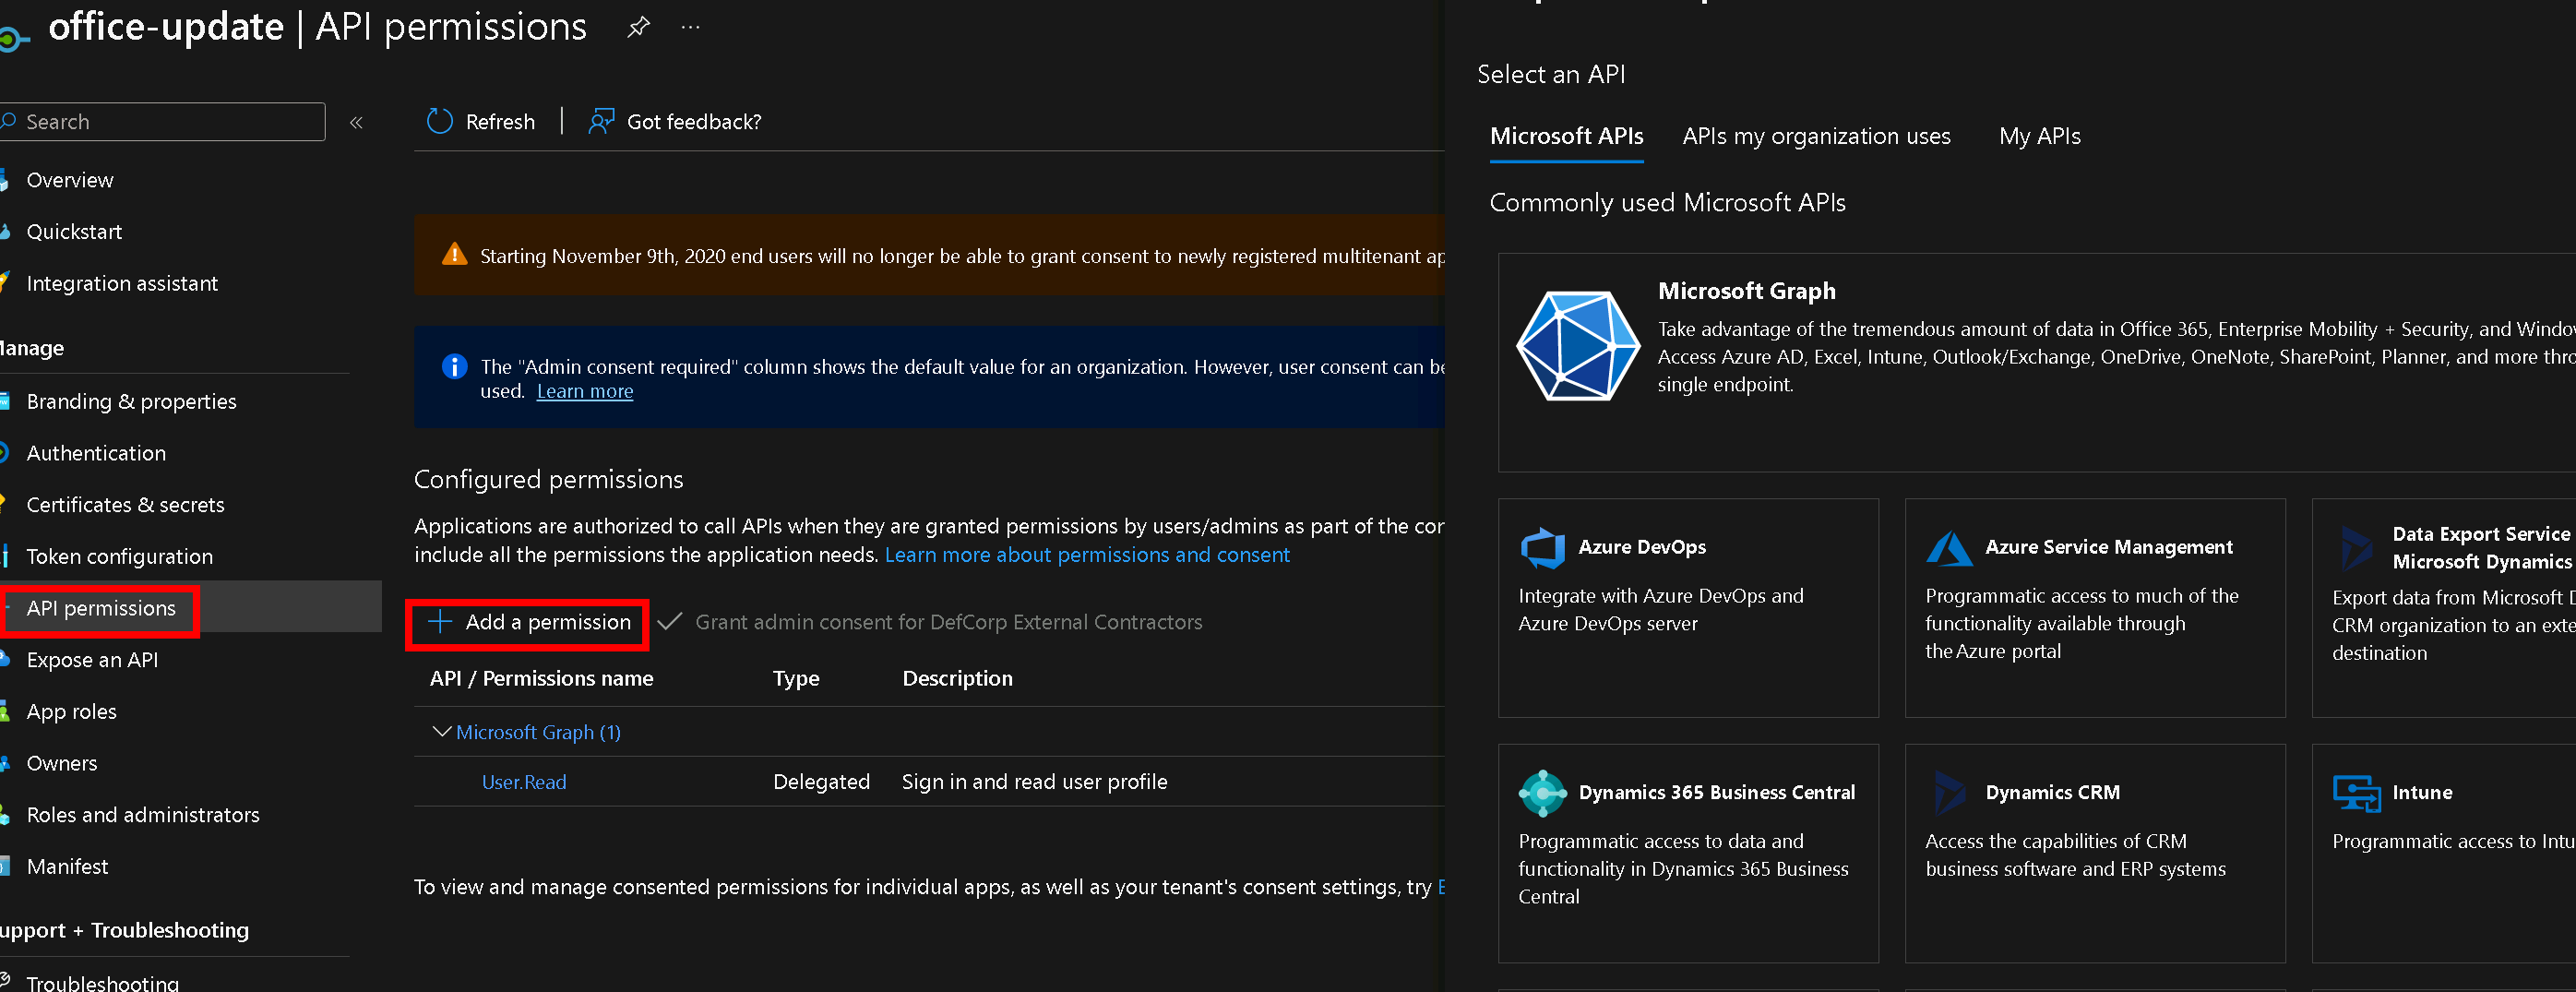 office-update | API permissions
Search
Refresh
Got feedback?
Overview
Quickstart
Integration assistant
Manage
Branding & properties
Authentication
Certificates & secrets
Token configuration
API permissions
Expose an API
App roles
Owners
Roles and administrators
Manifest
Support + Troubleshooting
Troubleshooting
Starting November 9th, 2020 end users will no longer be able to grant consent to newly registered multitenant ap
The "Admin consent required" column shows the default value for an organization. However, user consent can be
used. Learn more
Configured permissions
Applications are authorized to call APIs when they are granted permissions by users/admins as part of the cor
include all the permissions the application needs. Learn more about permissions and consent
Add a permission
Grant admin consent for DefCorp External Contractors
API / Permissions name Type Description
Microsoft Graph (1)
User.Read Delegated Sign in and read user profile
To view and manage consented permissions for individual apps, as well as your tenant's consent settings, try E
Select an API
Microsoft APIs APIs my organization uses My APIs
Commonly used Microsoft APIs
Microsoft Graph
Take advantage of the tremendous amount of data in Office 365, Enterprise Mobility + Security, and Window
Access Azure AD, Excel, Intune, Outlook/Exchange, OneDrive, OneNote, SharePoint, Planner, and more thro
single endpoint.
Azure DevOps
Integrate with Azure DevOps and
Azure DevOps server
Azure Service Management
Programmatic access to much of the
functionality available through
the Azure portal
Data Export Service
Microsoft Dynamics
Export data from Microsoft D
CRM organization to an exte
destination
Dynamics 365 Business Central
Programmatic access to data and
functionality in Dynamics 365 Business
Central
Dynamics CRM
Access the capabilities of CRM
business software and ERP systems
Intune
Programmatic access to Intu